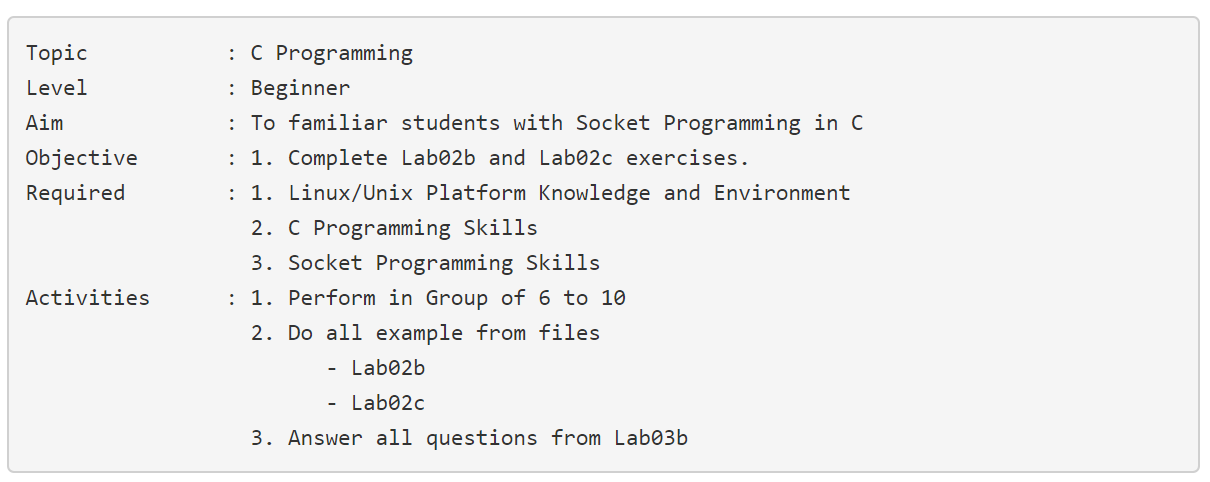 Topic : C Programming
Level : Beginner
Aim : To familiar students with Socket Programming in C
Objective : 1. Complete Lab02b and Lab02c exercises.
Required : 1. Linux/Unix Platform Knowledge and Environment
2. C Programming Skills
3. Socket Programming Skills
Activities : 1. Perform in Group of 6 to 10
2. Do all example from files
- Lab02b
- Lab02c
3. Answer all questions from Lab03b